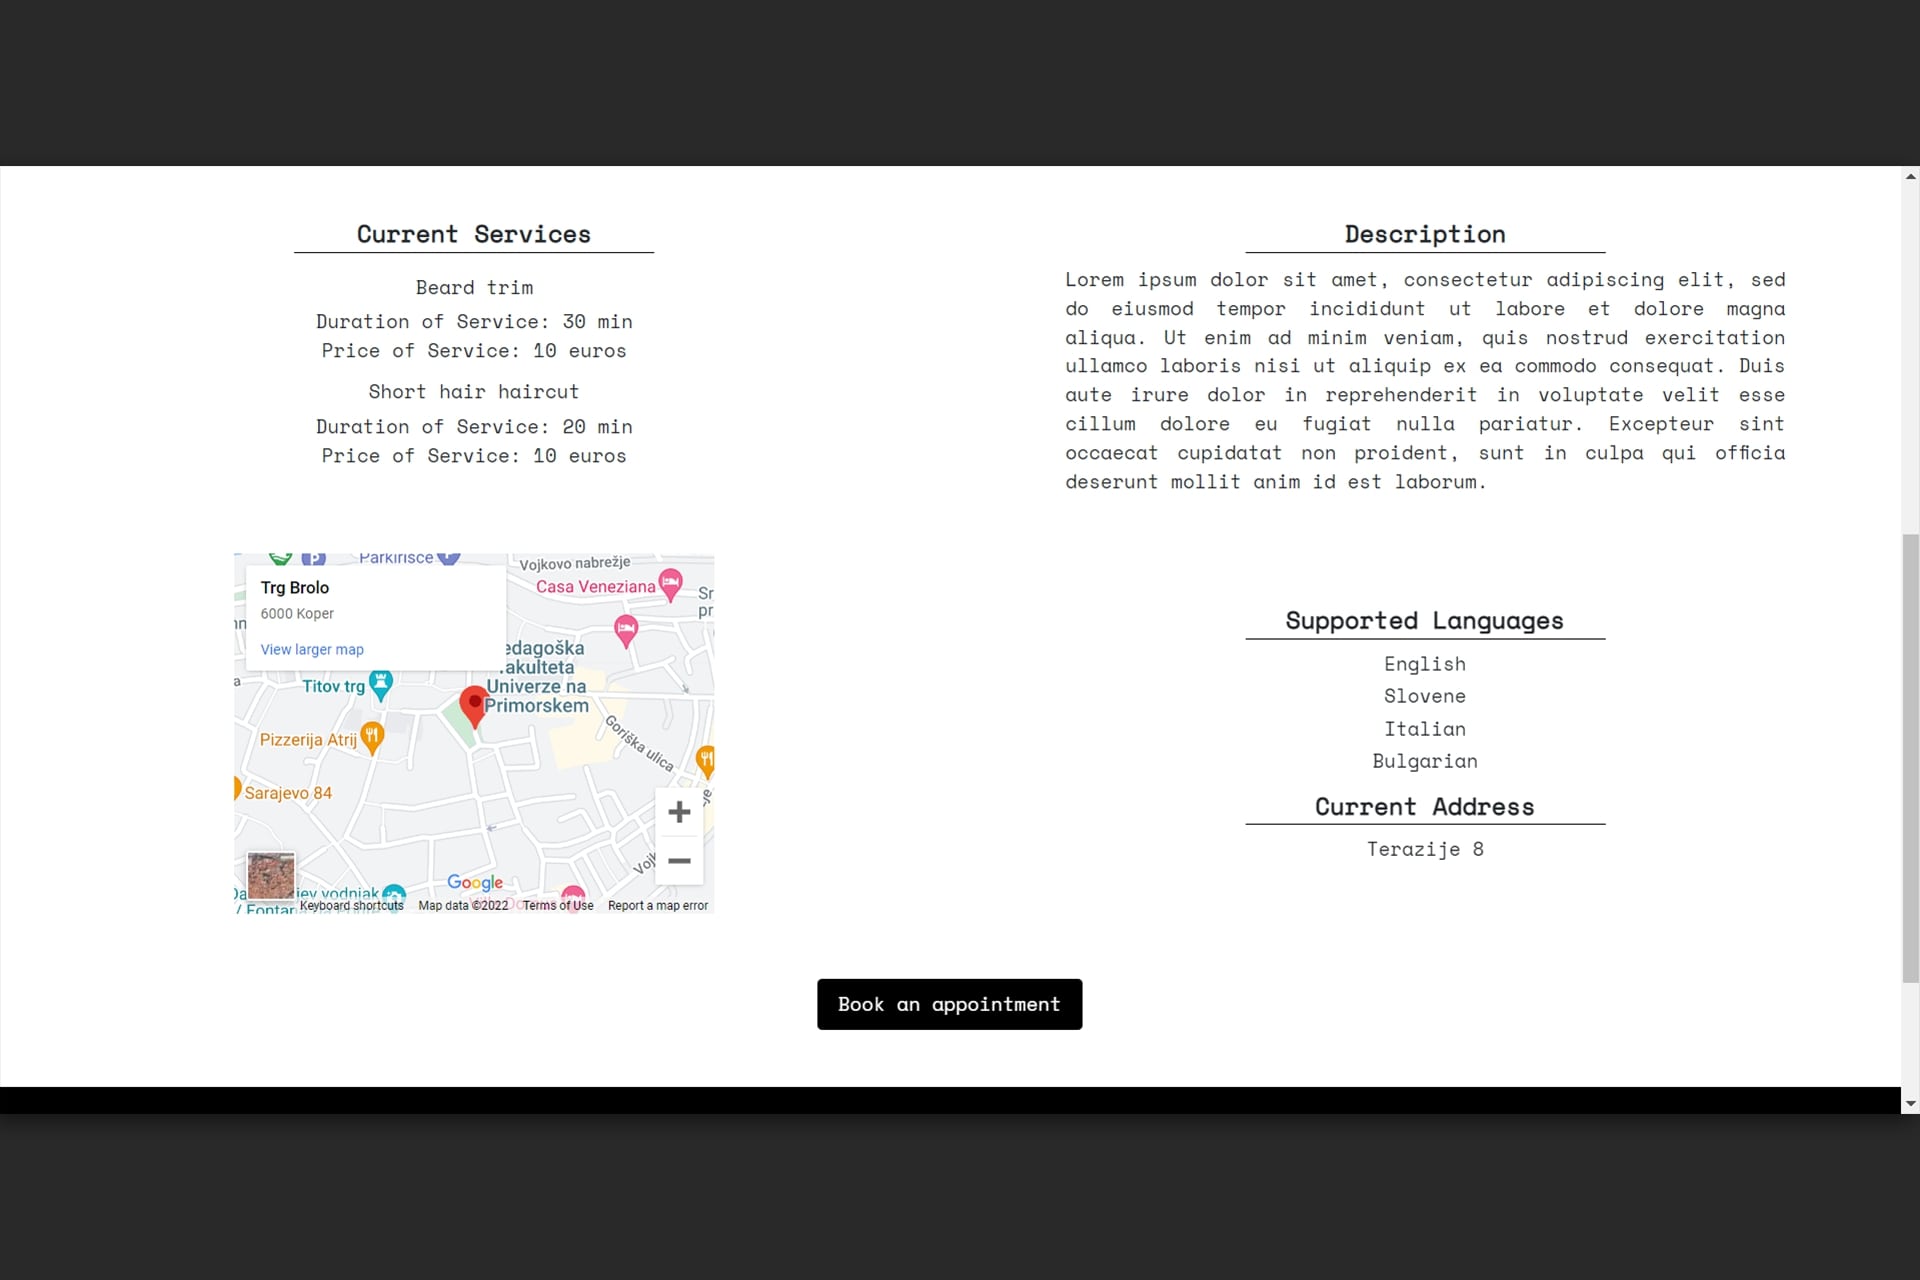 Current Services
Beard trim
Duration of Service: 30 min
Price of Service: 10 euros
Short hair haircut
Duration of Service: 20 min
Price of Service: 10 euros
Description
Lorem ipsum dolor sit amet, consectetur adipiscing elit, sed
do eiusmod tempor incididunt ut labore et dolore magna
aliqua. Ut enim ad minim veniam, quis nostrud exercitation
ullamco laboris nisi ut aliquip ex ea commodo consequat. Duis
aute irure dolor in reprehenderit in voluptate velit esse
cillum dolore eu fugiat nulla pariatur. Excepteur sint
occaecat cupidatat non proident, sunt in culpa qui officia
deserunt mollit anim id est laborum.
Parkirišče
P
Vojkovo nabrežje
Casa Veneziana
Trg Brolo
6000 Koper
View larger map
edagoška
akulteta
Univerze na
Primorskem
Titov trg
Pizzerija Atrij
Goriška ulica
Sarajevo 84
vodnjak
Google
Keyboard shortcuts
Map data ©2022
Terms of Use
Report a map error
Supported Languages
English
Slovene
Italian
Bulgarian
Current Address
Terazije 8
Book an appointment